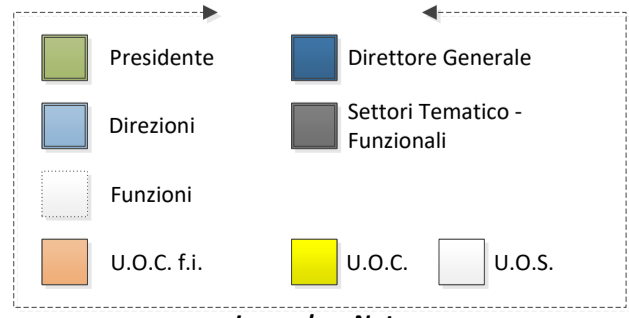 Presidente
Direttore Generale
Direzioni
Settori Tematico -
Funzionali
Funzioni
U.O.C. f.i.
U.O.C.
U.O.S.